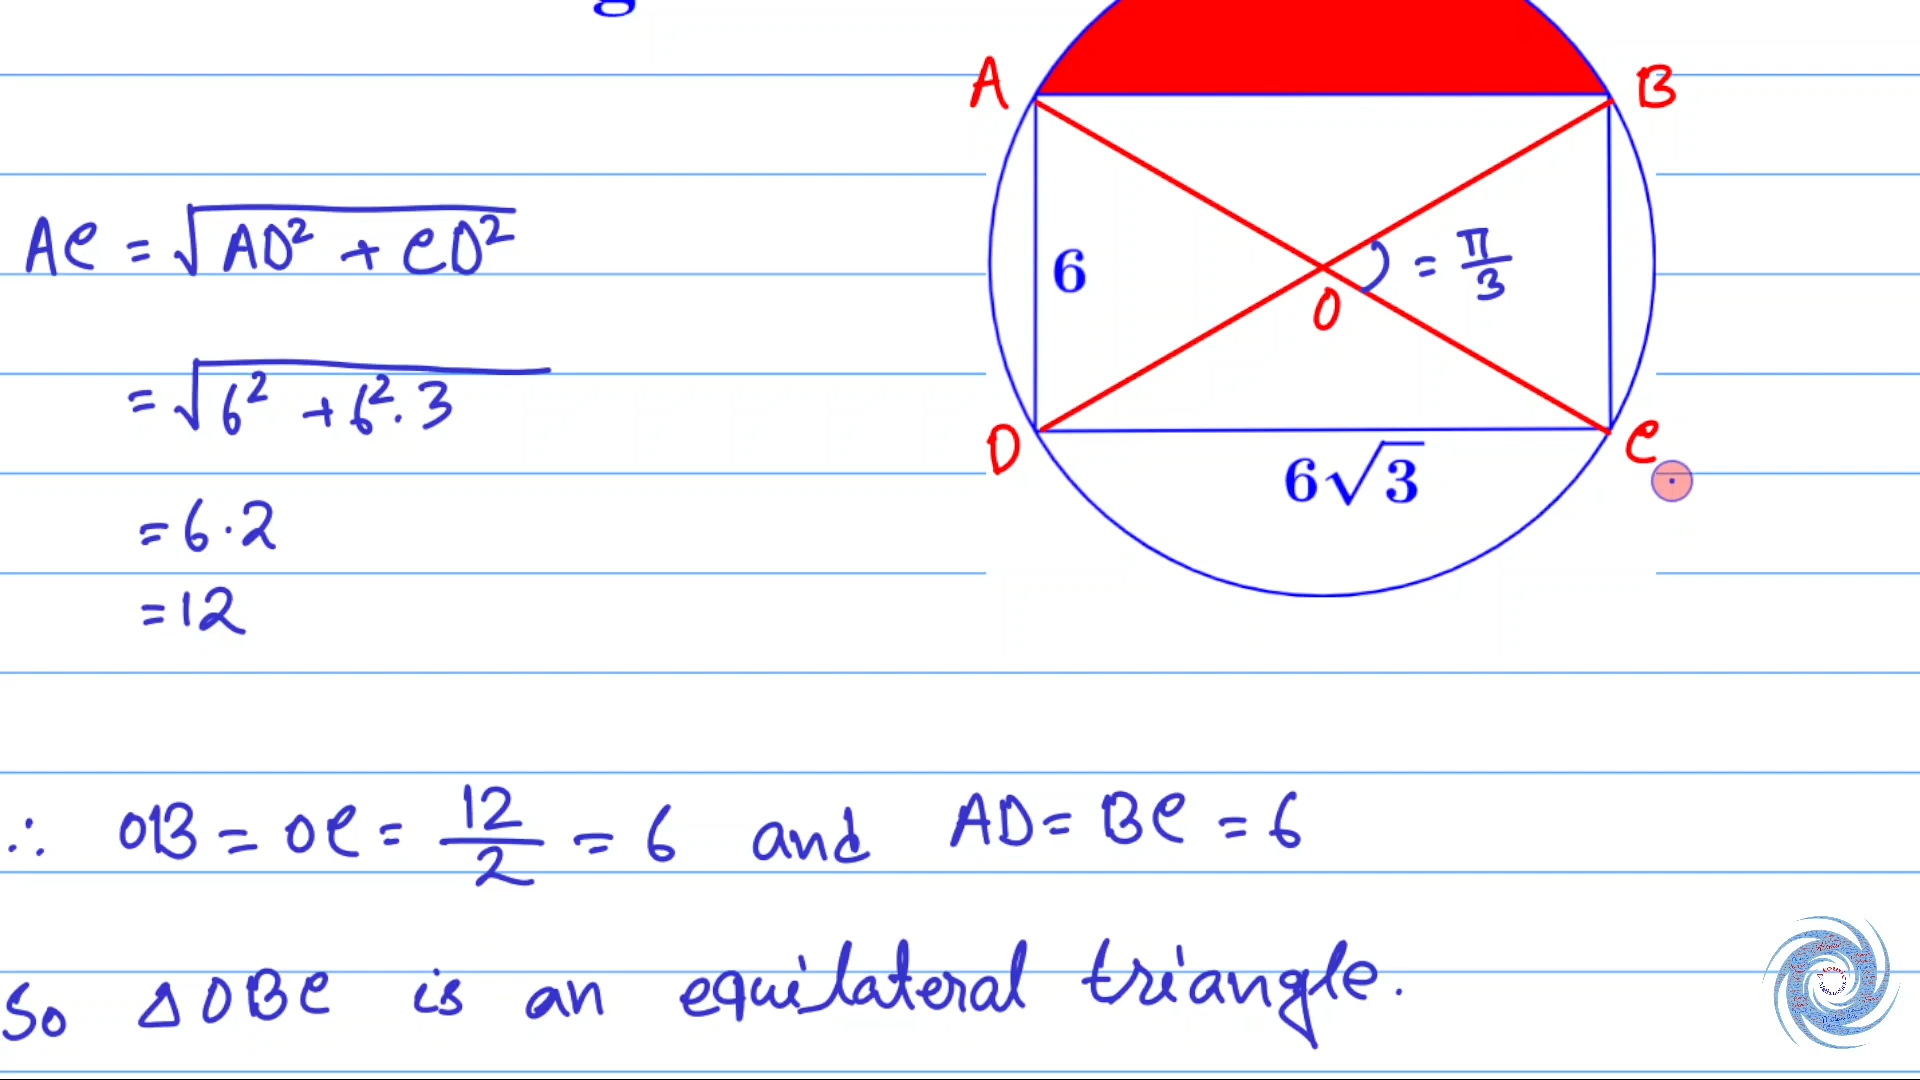 g
A
B
AC = √AD² + CD²
6
= π/3
O
= √6² + 6².3
D
C
6√3
= 6.2
= 12
∴ OB = OC = 12/2 = 6 and AD = BC = 6
So △OBC is an equilateral triangle.